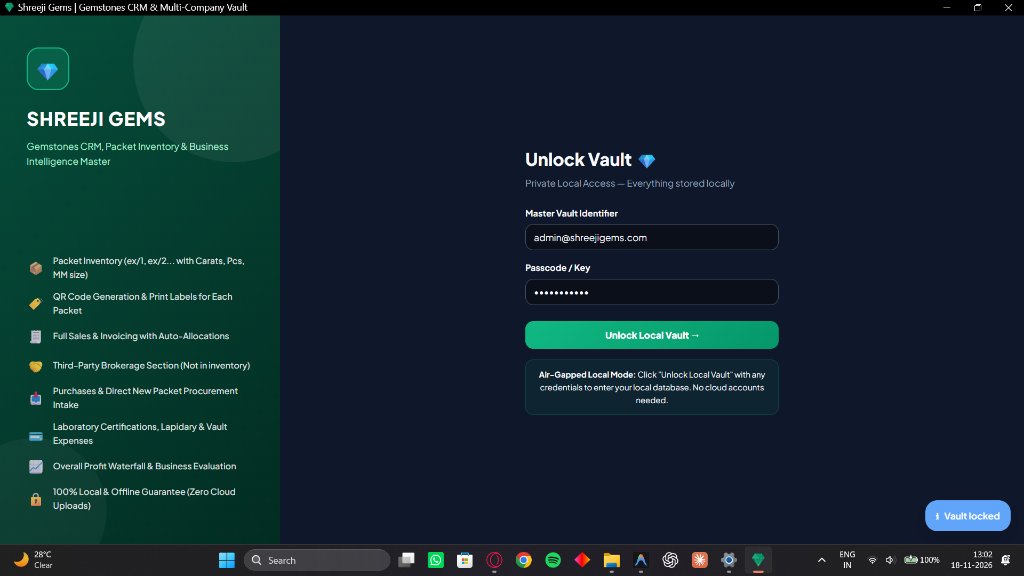 Shreeji Gems | Gemstones CRM & Multi-Company Vault
SHREEJI GEMS
Gemstones CRM, Packet Inventory & Business
Intelligence Master
Packet Inventory (ex/1, ex/2... with Carats, Pcs,
MM size)
QR Code Generation & Print Labels for Each
Packet
Full Sales & Invoicing with Auto-Allocations
Third-Party Brokerage Section (Not in inventory)
Purchases & Direct New Packet Procurement
Intake
Laboratory Certifications, Lapidary & Vault
Expenses
Overall Profit Waterfall & Business Evaluation
100% Local & Offline Guarantee (Zero Cloud
Uploads)
Unlock Vault
Private Local Access — Everything stored locally
Master Vault Identifier
admin@shreejigems.com
Passcode / Key
•••••••••••
Unlock Local Vault →
Air-Gapped Local Mode: Click "Unlock Local Vault" with any
credentials to enter your local database. No cloud accounts
needed.
Vault locked
28°C
Clear
Search
ENG
IN
100%
13:02
18-11-2026